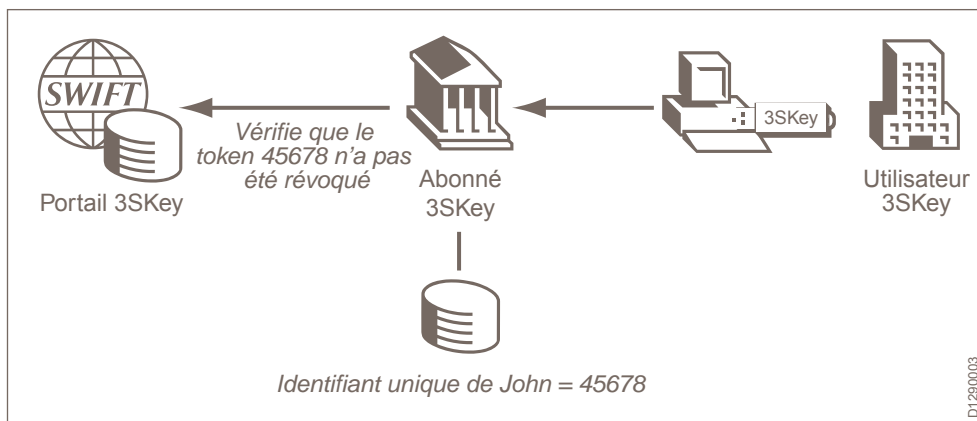 SWIFT
Portail 3SKey
Vérifie que le
token 45678 n'a pas
été révoqué
Abonné
3SKey
3SKey
Utilisateur
3SKey
Identifiant unique de John = 45678
D1290003